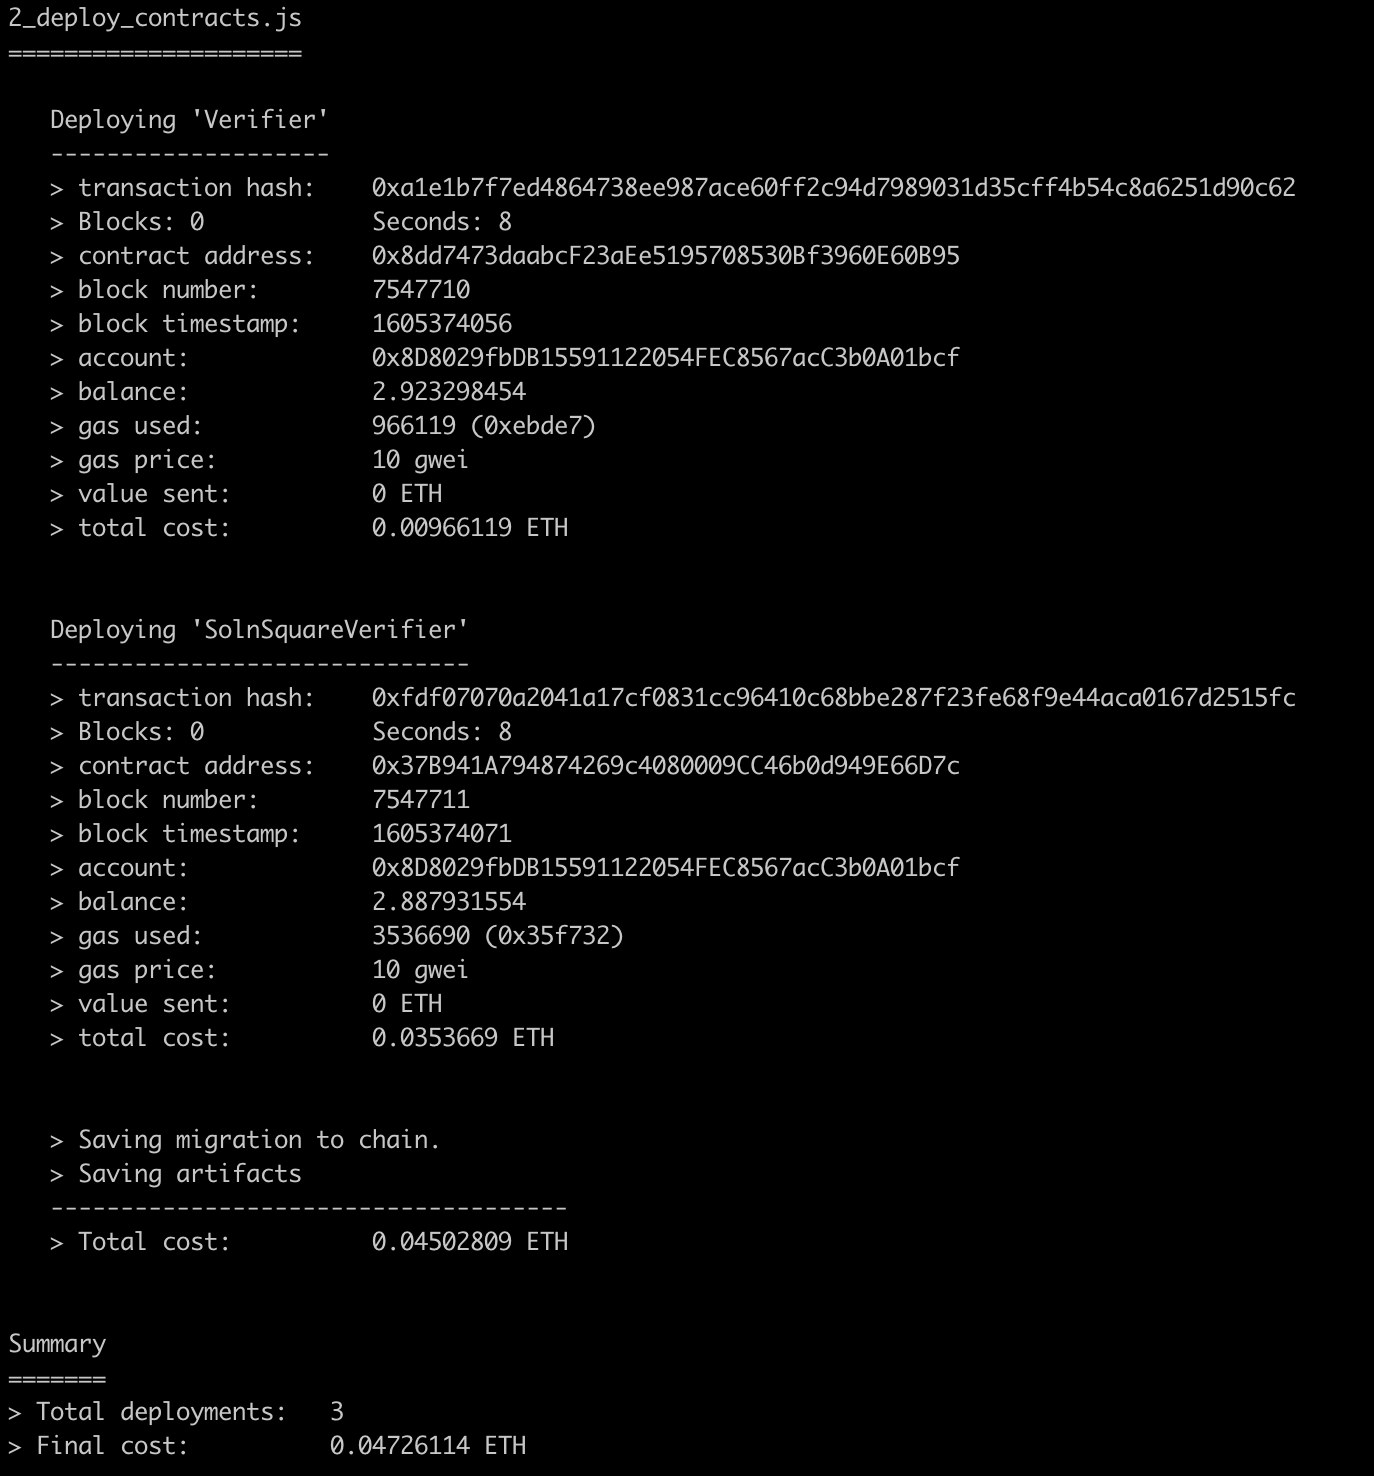 2_deploy_contracts.js
=====================
Deploying 'Verifier'
--------------------
> transaction hash:    0xa1e1b7f7ed4864738ee987ace60ff2c94d7989031d35cff4b54c8a6251d90c62
> Blocks: 0            Seconds: 8
> contract address:    0x8dd7473daabcF23aEe5195708530Bf3960E60B95
> block number:        7547710
> block timestamp:     1605374056
> account:             0x8D8029fbDB15591122054FEC8567acC3b0A01bcf
> balance:             2.923298454
> gas used:            966119 (0xebde7)
> gas price:           10 gwei
> value sent:          0 ETH
> total cost:          0.00966119 ETH
Deploying 'SolnSquareVerifier'
------------------------------
> transaction hash:    0xfdf07070a2041a17cf0831cc96410c68bbe287f23fe68f9e44aca0167d2515fc
> Blocks: 0            Seconds: 8
> contract address:    0x37B941A794874269c4080009CC46b0d949E66D7c
> block number:        7547711
> block timestamp:     1605374071
> account:             0x8D8029fbDB15591122054FEC8567acC3b0A01bcf
> balance:             2.887931554
> gas used:            3536690 (0x35f732)
> gas price:           10 gwei
> value sent:          0 ETH
> total cost:          0.0353669 ETH
> Saving migration to chain.
> Saving artifacts
-------------------------------------
> Total cost:          0.04502809 ETH
Summary
=======
> Total deployments:   3
> Final cost:          0.04726114 ETH